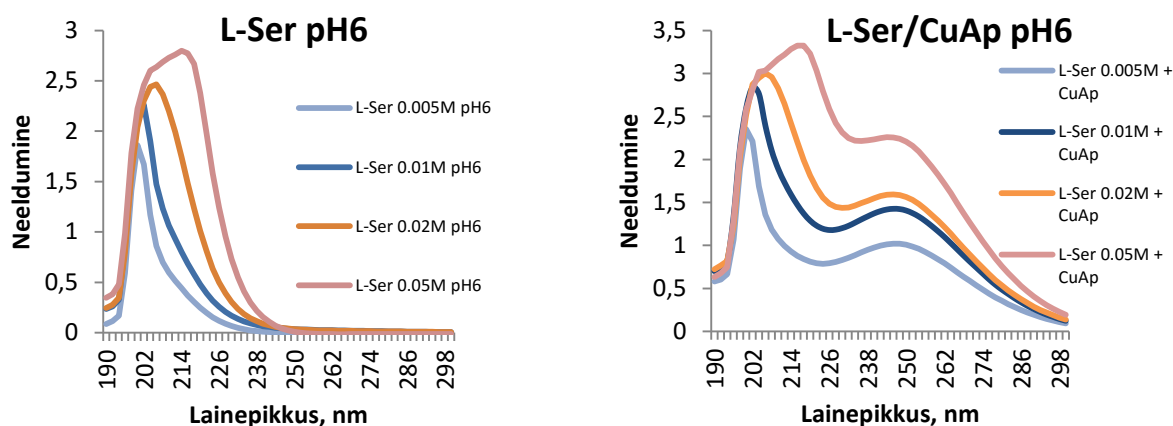 L-Ser pH6
3
2,5
2
1,5
1
0,5
0
Neeldumine
190
202
214
226
238
250
262
274
286
298
Lainepikkus, nm
L-Ser 0.005M pH6
L-Ser 0.01M pH6
L-Ser 0.02M pH6
L-Ser 0.05M pH6
L-Ser/CuAp pH6
3,5
3
2,5
2
1,5
1
0,5
0
Neeldumine
190
202
214
226
238
250
262
274
286
298
Lainepikkus, nm
L-Ser 0.005M +
CuAp
L-Ser 0.01M +
CuAp
L-Ser 0.02M +
CuAp
L-Ser 0.05M +
CuAp